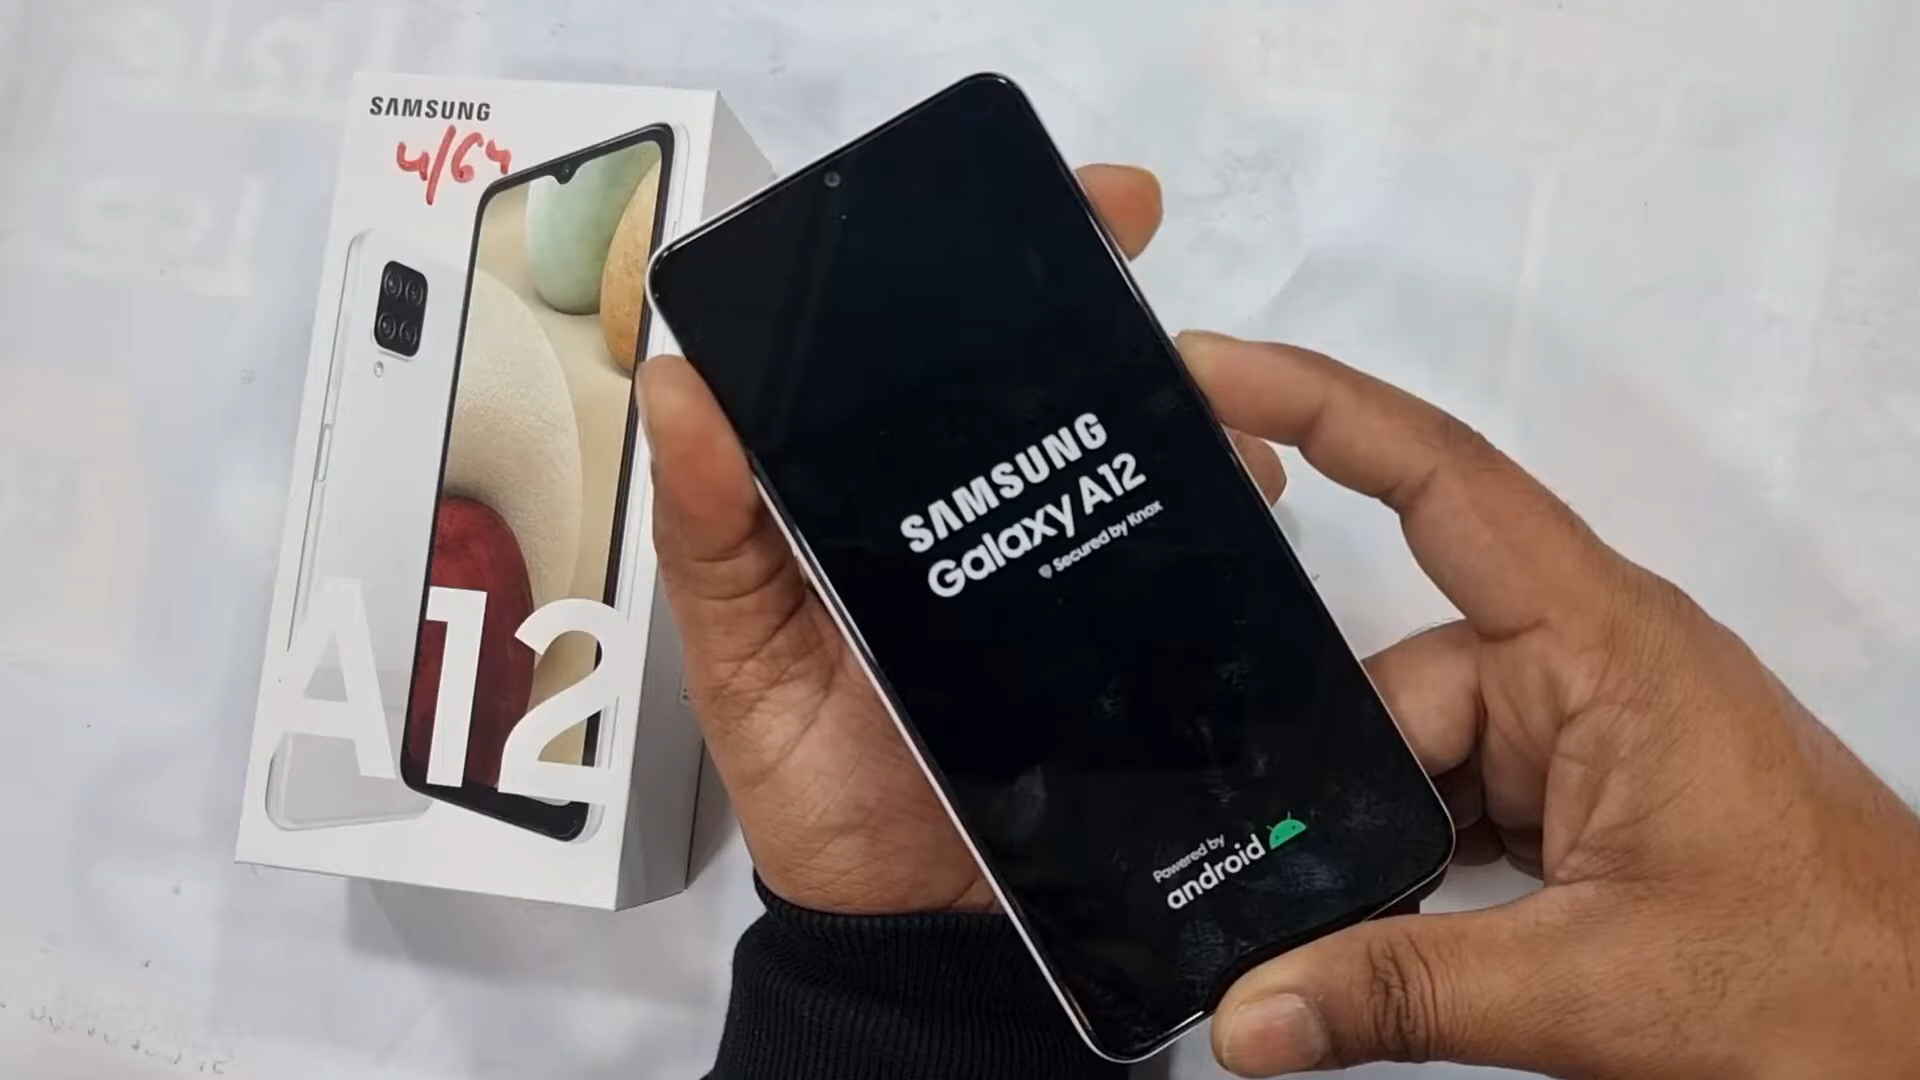 SAMSUNG
4/64
A12
SAMSUNG
Galaxy A12
Secured by Knox
Powered by
android